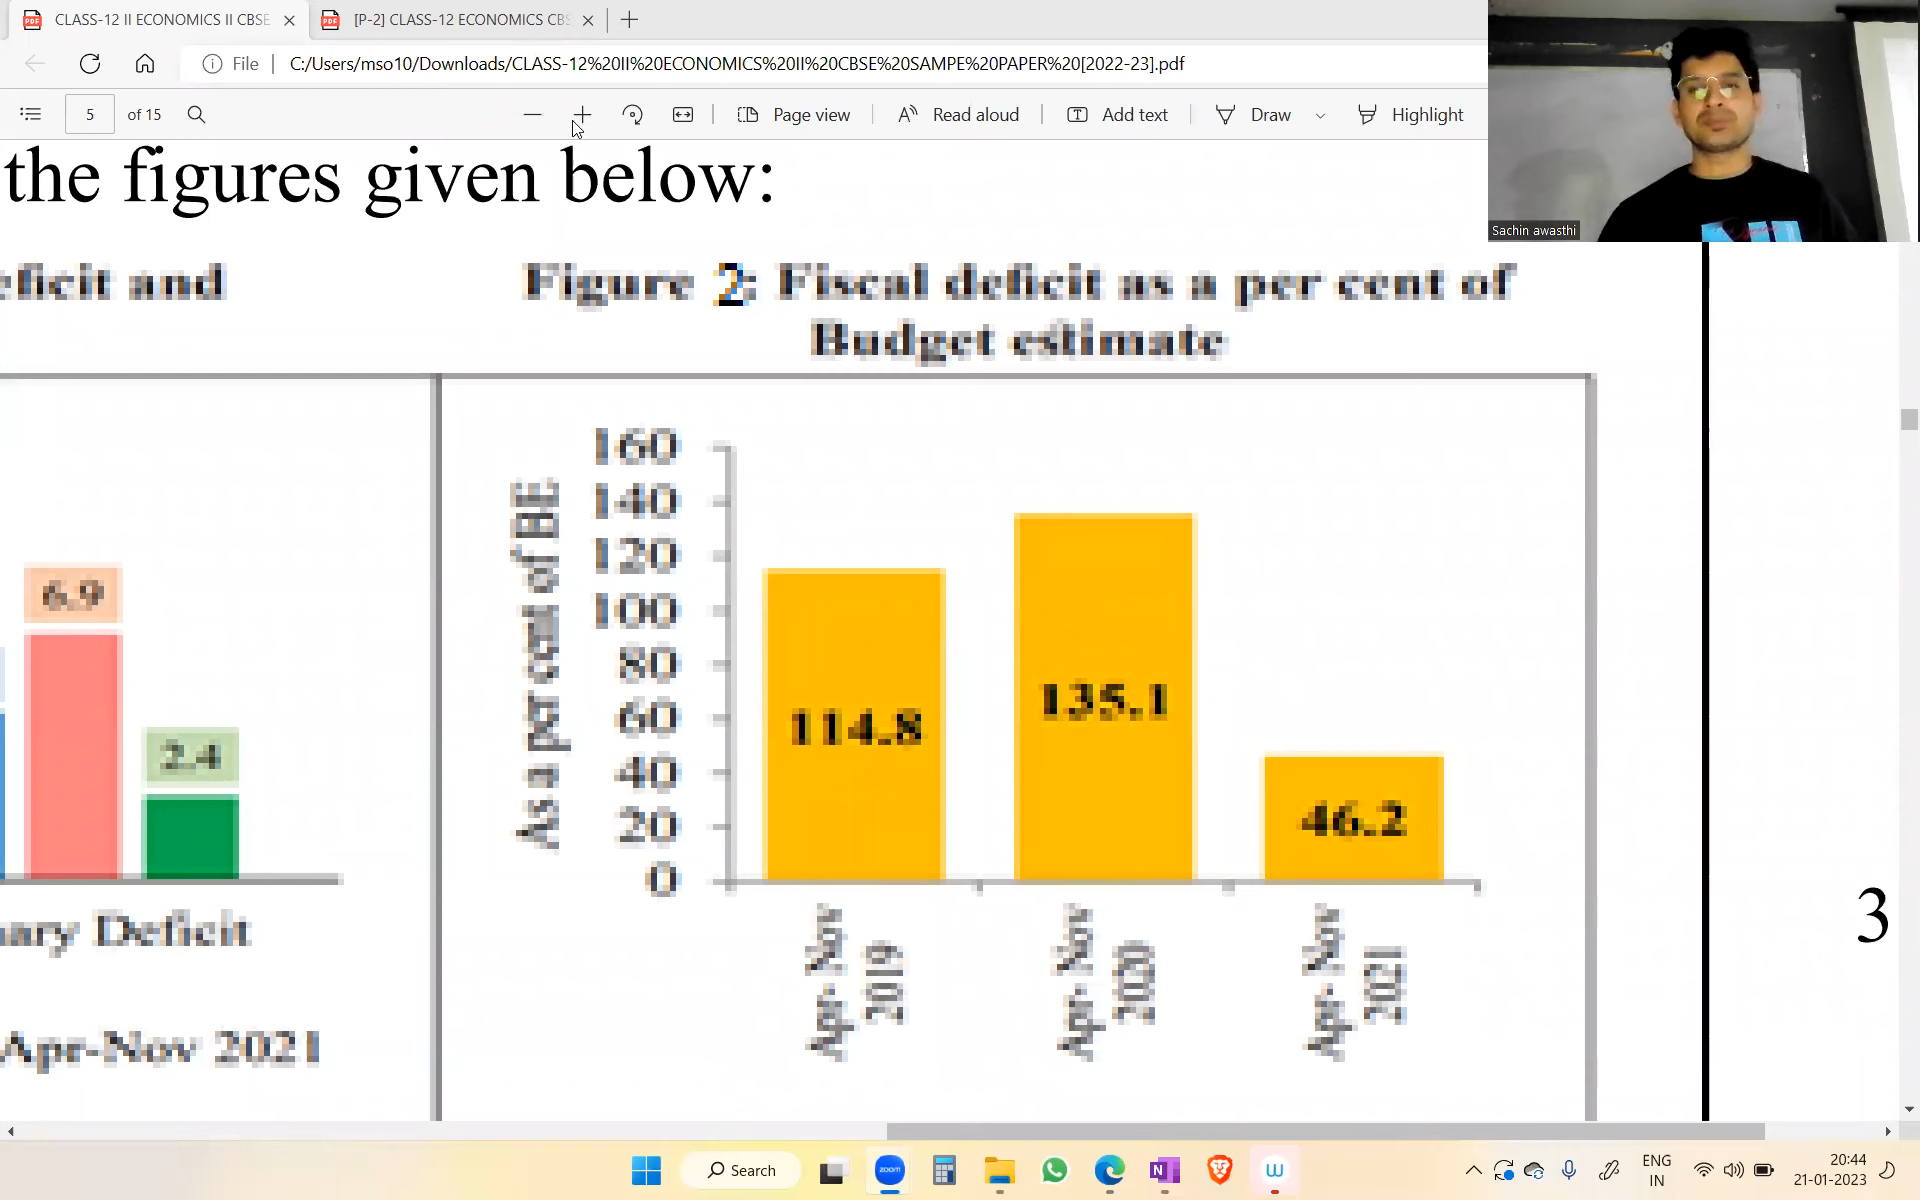 CLASS-12 II ECONOMICS II CBSE
[P-2] CLASS-12 ECONOMICS CBS
File
C:/Users/mso10/Downloads/CLASS-12%20II%20ECONOMICS%20II%20CBSE%20SAMPE%20PAPER%20[2022-23].pdf
5 of 15
Page view
Read aloud
Add text
Draw
Highlight
Sachin awasthi
the figures given below:
eficit and
Figure 2: Fiscal deficit as a per cent of
Budget estimate
As a per cent of BE
160
140
120
100
80
60
40
20
0
6.9
2.4
114.8
135.1
46.2
Apr- Nov 2019
Apr- Nov 2020
Apr- Nov 2021
ary Deficit
Apr-Nov 2021
3
zoom
Search
ENG
IN
20:44
21-01-2023